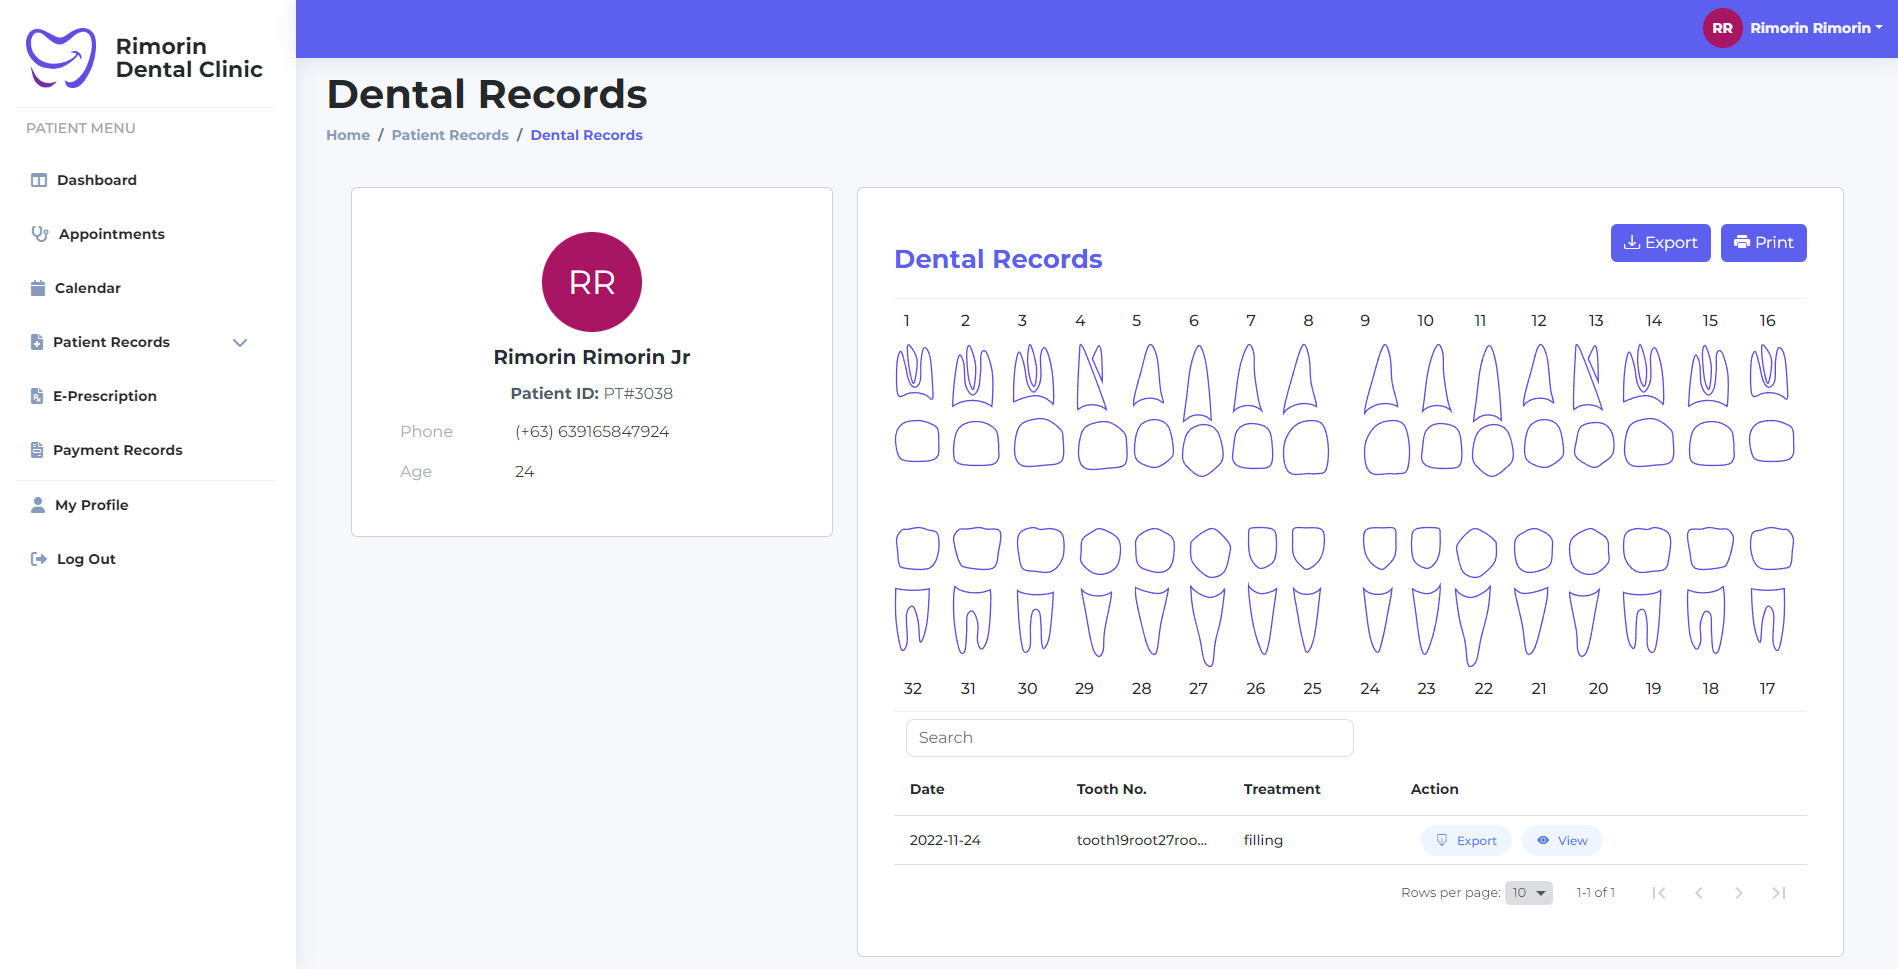 Rimorin
Dental Clinic
PATIENT MENU
Dashboard
Appointments
Calendar
Patient Records
E-Prescription
Payment Records
My Profile
Log Out
RR Rimorin Rimorin
Dental Records
Home / Patient Records / Dental Records
RR
Rimorin Rimorin Jr
Patient ID: PT#3038
Phone (+63) 639165847924
Age 24
Export Print
Dental Records
1 2 3 4 5 6 7 8 9 10 11 12 13 14 15 16
32 31 30 29 28 27 26 25 24 23 22 21 20 19 18 17
Search
Date Tooth No. Treatment Action
2022-11-24 tooth19root27roo... filling Export View
Rows per page: 10 1-1 of 1